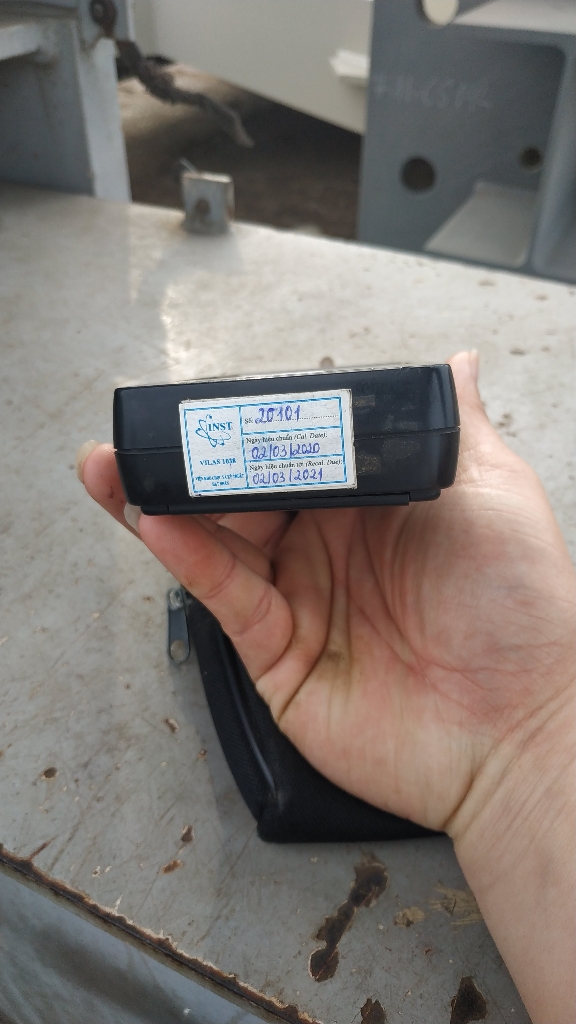 INST
VILAS 1038
Số: 20101
Ngày hiệu chuẩn (Cal. Date):
02/03/2020
Ngày hiệu chuẩn tới (Recal. Due):
02/03/2021